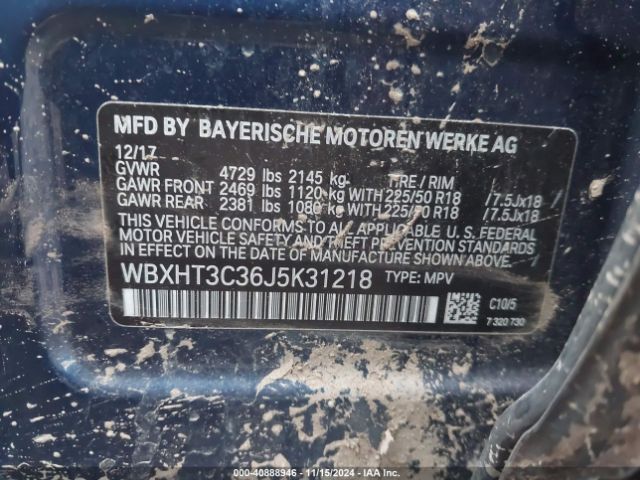 MFD BY BAYERISCHE MOTOREN WERKE AG
12/17
GVWR 4729 lbs 2145 kg TIRE / RIM
GAWR FRONT 2469 lbs 1120 kg WITH 225/50 R18 /7.5Jx18
GAWR REAR 2381 lbs 1080 kg WITH 225/50 R18 /7.5Jx18
THIS VEHICLE CONFORMS TO ALL APPLICABLE U. S. FEDERAL
MOTOR VEHICLE SAFETY, BUMPER AND THEFT PREVENTION STANDARDS
IN EFFECT ON THE DATE OF MANUFACTURE SHOWN ABOVE.
WBXHT3C36J5K31218 TYPE: MPV
C10/5
7 320 730
00-40888946 - 11/15/2024 - IAA Inc.